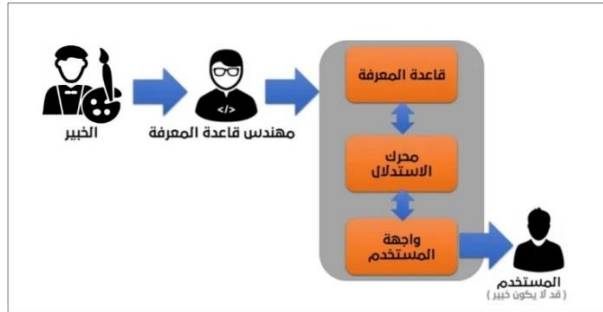 الخبير
مهندس قاعدة المعرفة
</>
قاعدة المعرفة
محرك
الاستدلال
واجهة
المستخدم
المستخدم
(قد لا يكون خبير)